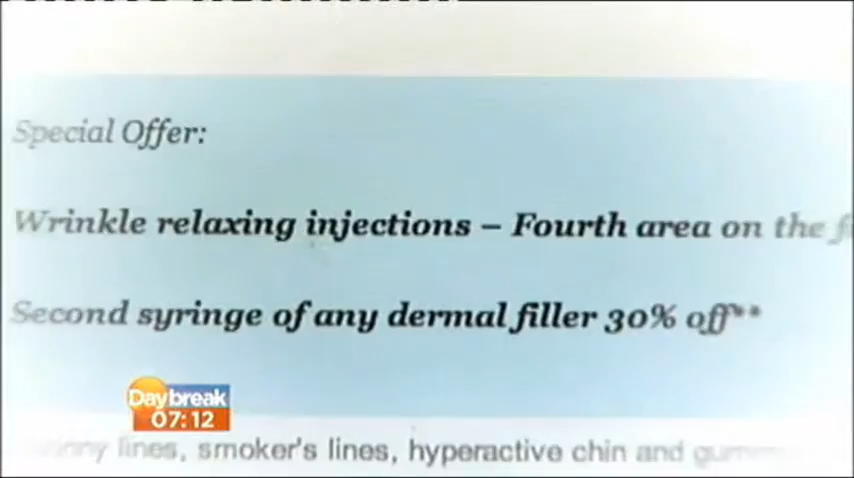 Special Offer:
Wrinkle relaxing injections – Fourth area on the
Second syringe of any dermal filler 30% off**
Daybreak
07:12
lines, smoker's lines, hyperactive chin and